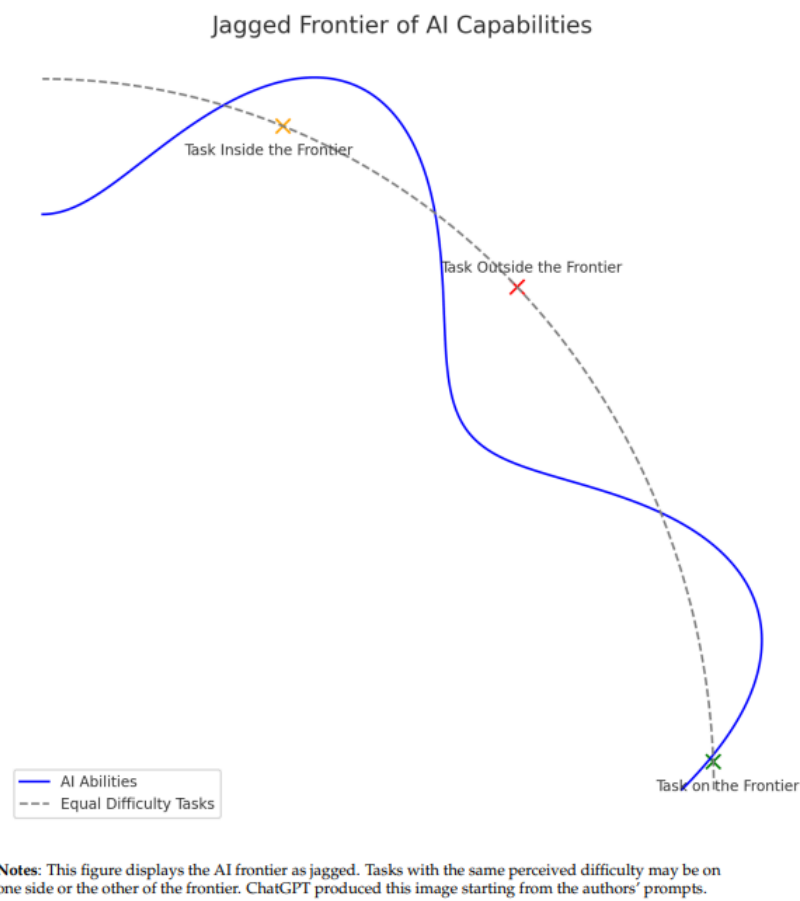 Jagged Frontier of AI Capabilities
Task Inside the Frontier
Task Outside the Frontier
Task on the Frontier
AI Abilities
Equal Difficulty Tasks
Notes: This figure displays the AI frontier as jagged. Tasks with the same perceived difficulty may be on
one side or the other of the frontier. ChatGPT produced this image starting from the authors' prompts.